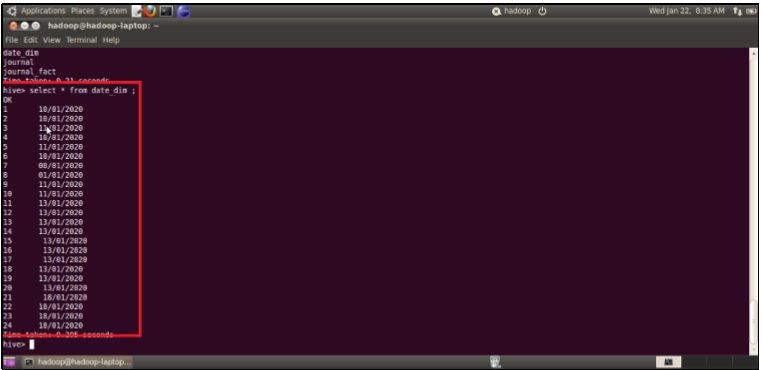 Applications Places System hadoop Wed Jan 22, 8:35 AM
hadoop@hadoop-laptop: ~
File Edit View Terminal Help
date_dim
journal
journal_fact
Time taken: 0.21 seconds
hive> select * from date_dim ;
OK
1 10/01/2020
2 10/01/2020
3 11/01/2020
4 10/01/2020
5 11/01/2020
6 10/01/2020
7 08/01/2020
8 01/01/2020
9 11/01/2020
10 11/01/2020
11 13/01/2020
12 13/01/2020
13 13/01/2020
14 13/01/2020
15 13/01/2020
16 13/01/2020
17 13/01/2020
18 13/01/2020
19 13/01/2020
20 13/01/2020
21 18/01/2020
22 18/01/2020
23 18/01/2020
24 18/01/2020
Time taken: seconds
hive>
hadoop@hadoop-laptop...